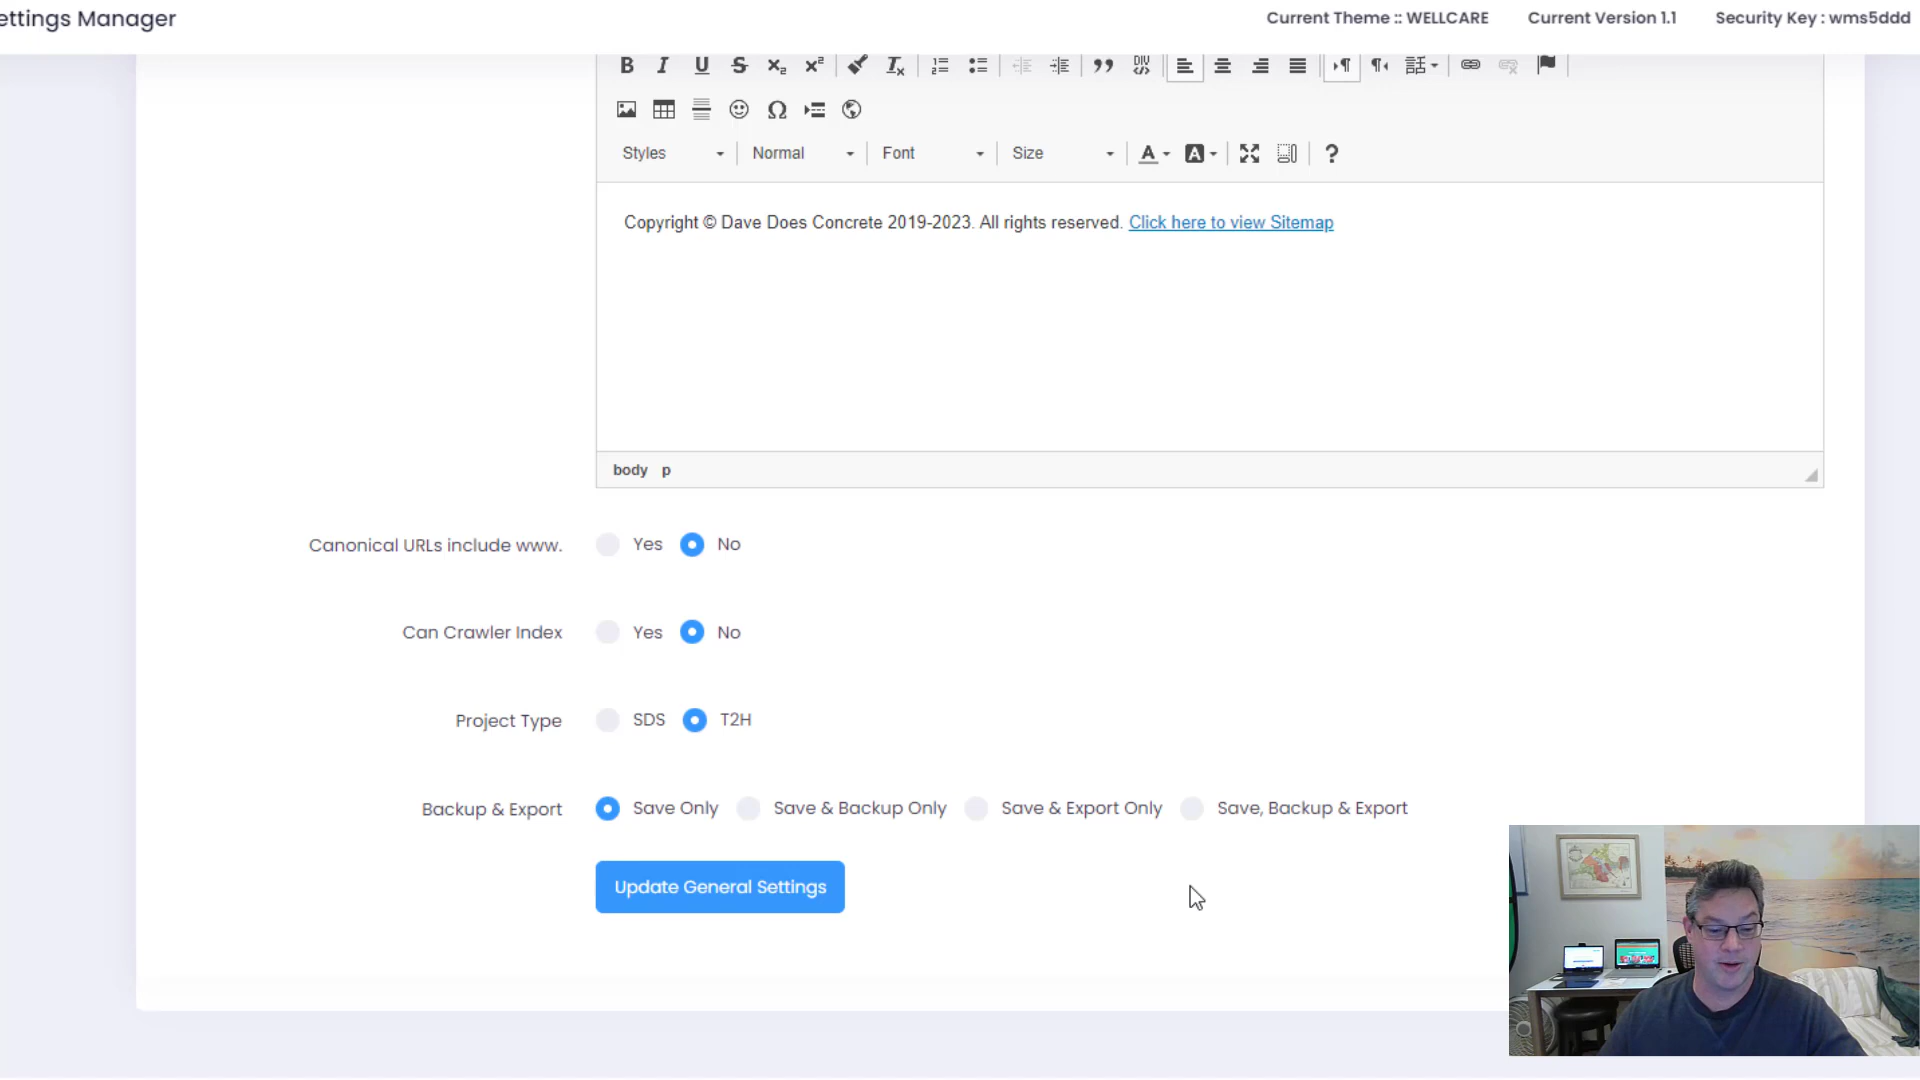 ettings Manager
Current Theme :: WELLCARE Current Version 1.1 Security Key : wms5ddd
Styles Normal Font Size
Copyright © Dave Does Concrete 2019-2023. All rights reserved. Click here to view Sitemap
body p
Canonical URLs include www. Yes No
Can Crawler Index Yes No
Project Type SDS T2H
Backup & Export Save Only Save & Backup Only Save & Export Only Save, Backup & Export
Update General Settings